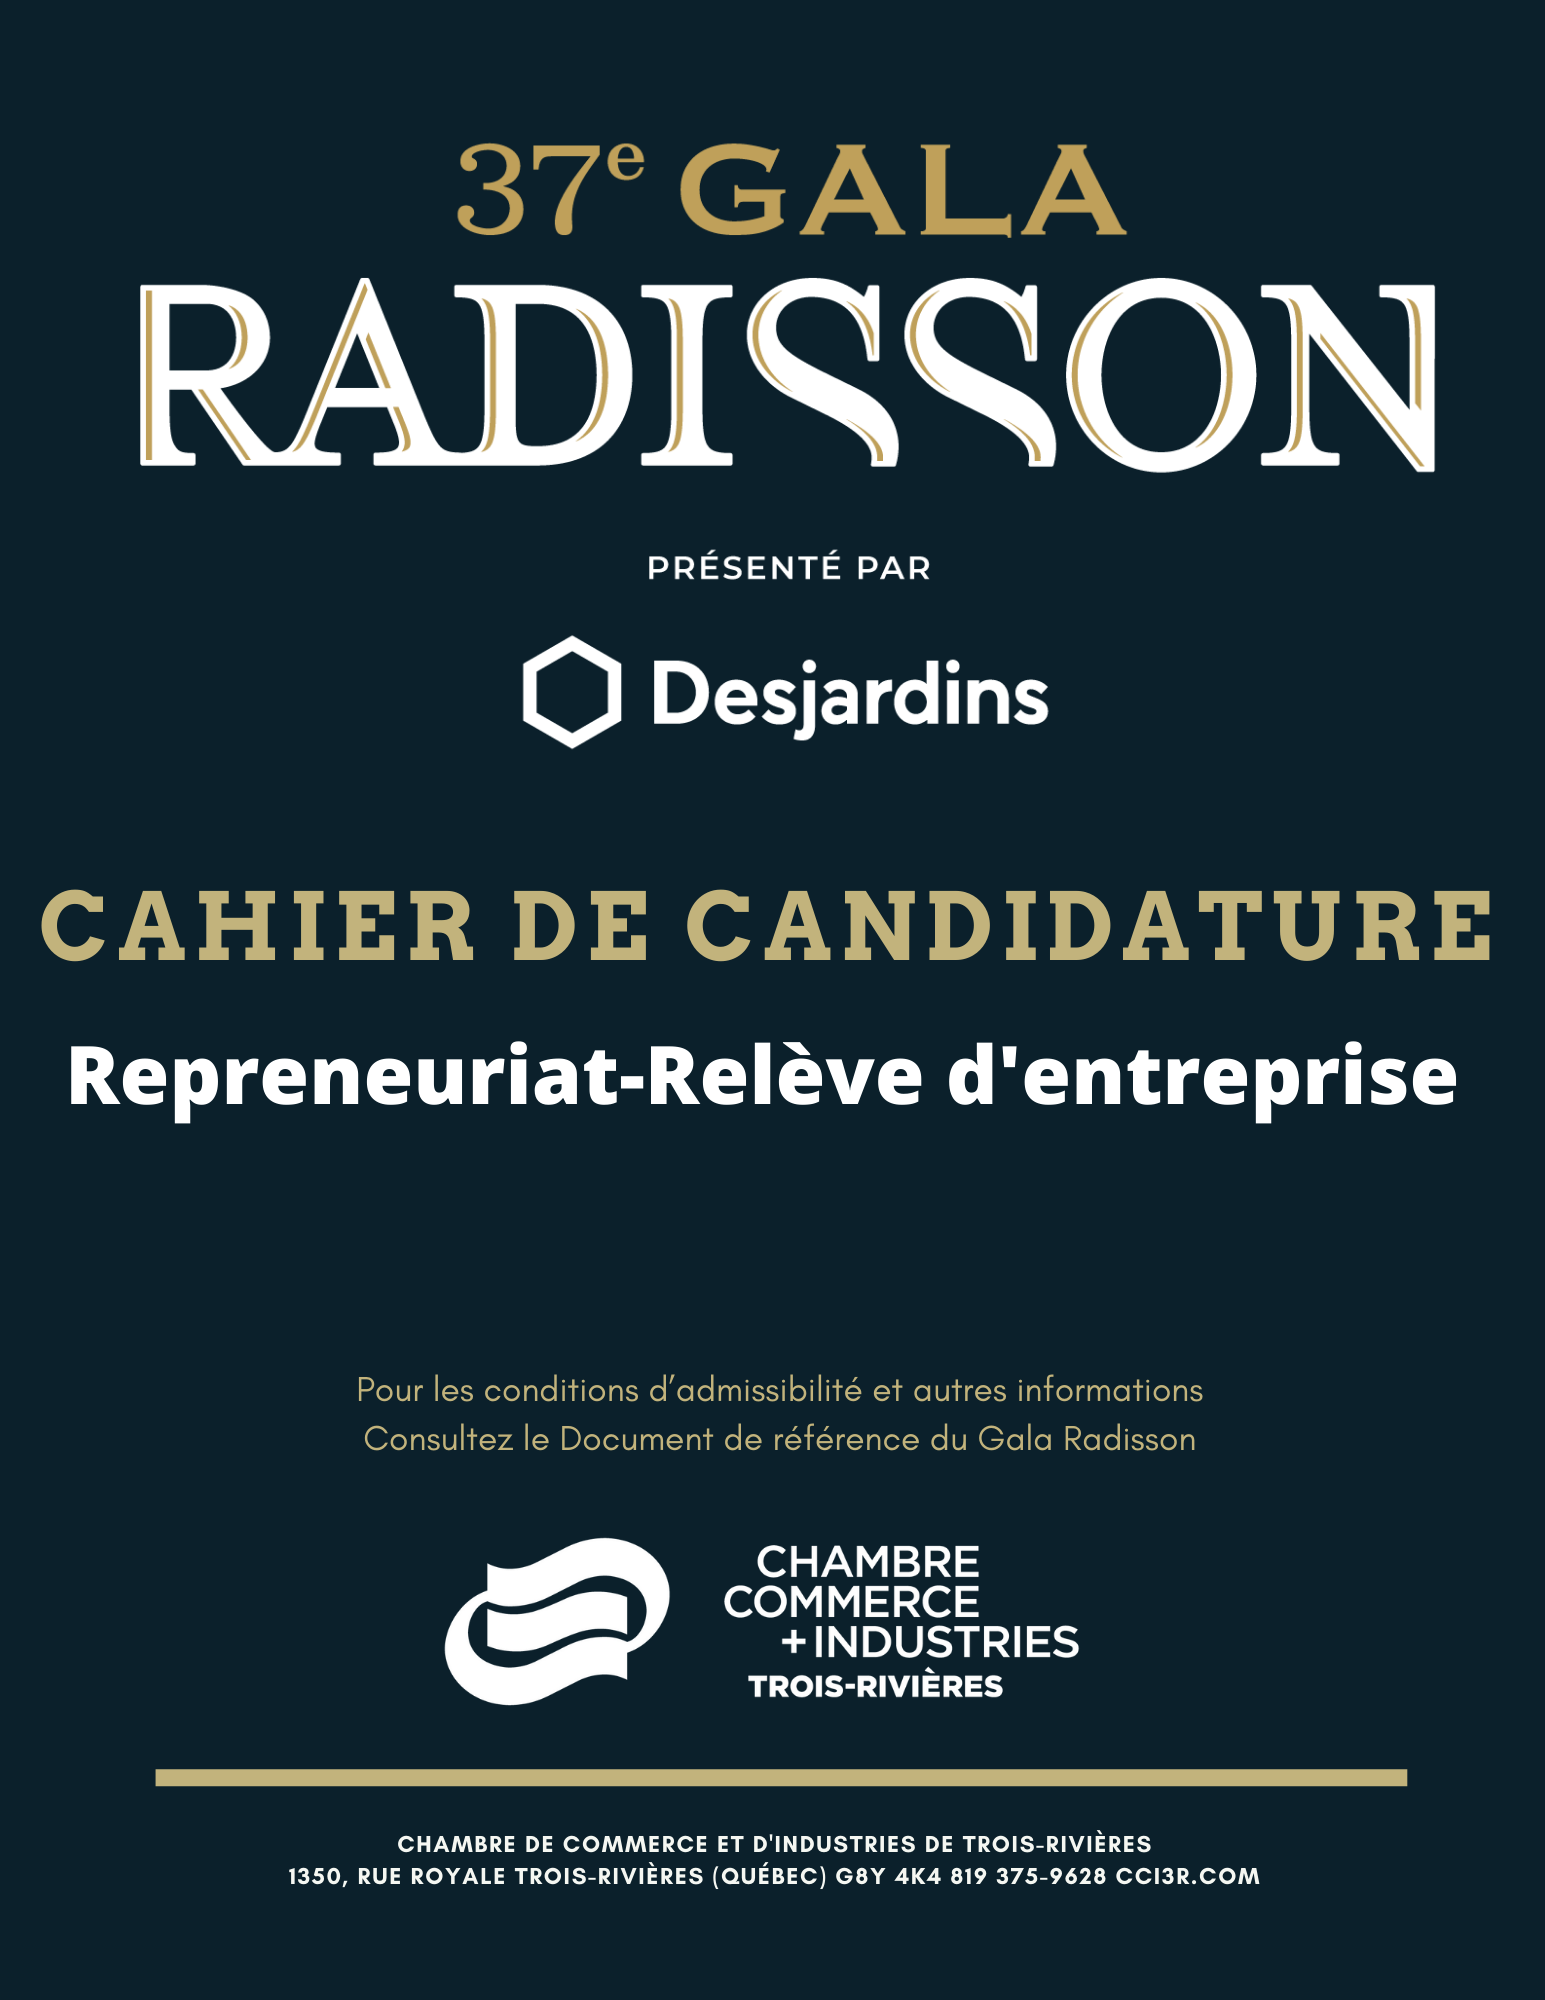 37e GALA
RADISSON
PRÉSENTÉ PAR
Desjardins
CAHIER DE CANDIDATURE
Repreneuriat-Relève d'entreprise
Pour les conditions d’admissibilité et autres informations
Consultez le Document de référence du Gala Radisson
CHAMBRE
COMMERCE
+INDUSTRIES
TROIS-RIVIÈRES
CHAMBRE DE COMMERCE ET D'INDUSTRIES DE TROIS-RIVIÈRES
1350, RUE ROYALE TROIS-RIVIÈRES (QUÉBEC) G8Y 4K4 819 375-9628 CCI3R.COM